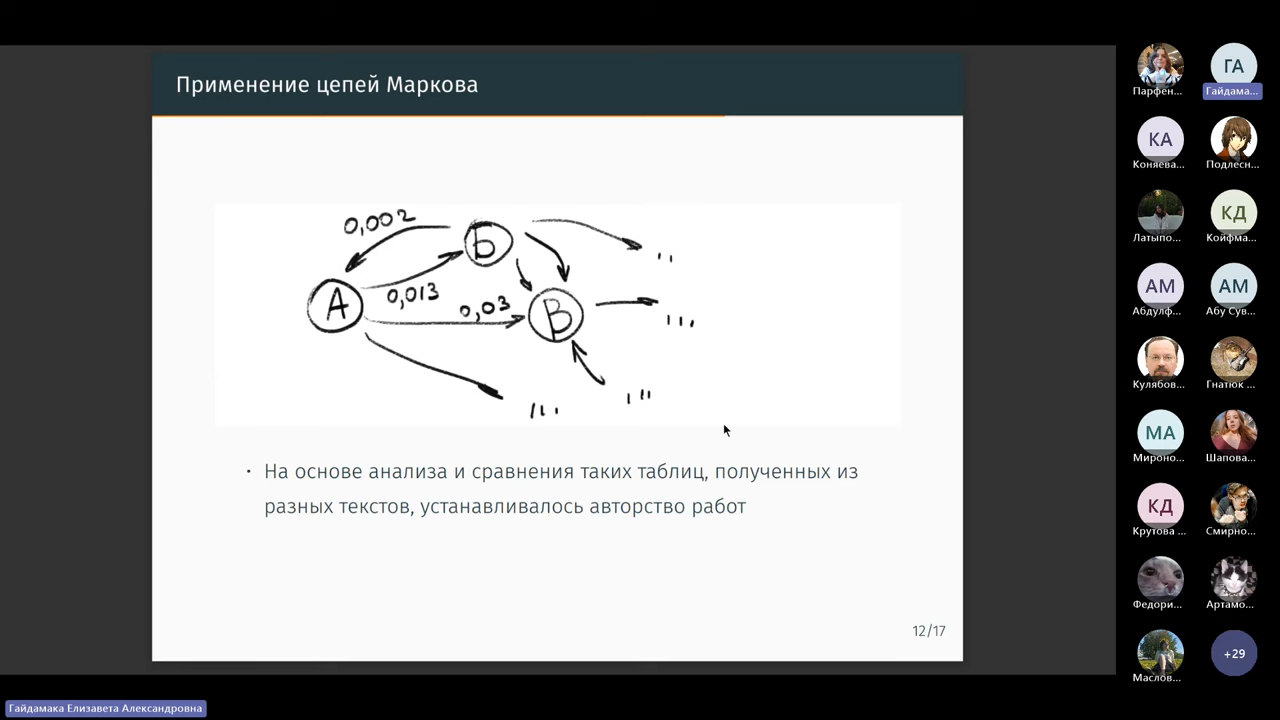 Применение цепей Маркова
0,002
Б
А
0,013
0,03
В
...
• На основе анализа и сравнения таких таблиц, полученных из
разных текстов, устанавливалось авторство работ
12/17
ГА
Парфен...
Гайдама...
КА
Коняева...
Подлесн...
КД
Латыпо...
Койфма...
АМ
АМ
Абдулф...
Абу Сув...
Кулябов...
Гнатюк ...
МА
Мироно...
Шапова...
КД
Крутова ...
Смирно...
Федори...
Артамо...
+29
Маслов...
Гайдамака Елизавета Александровна